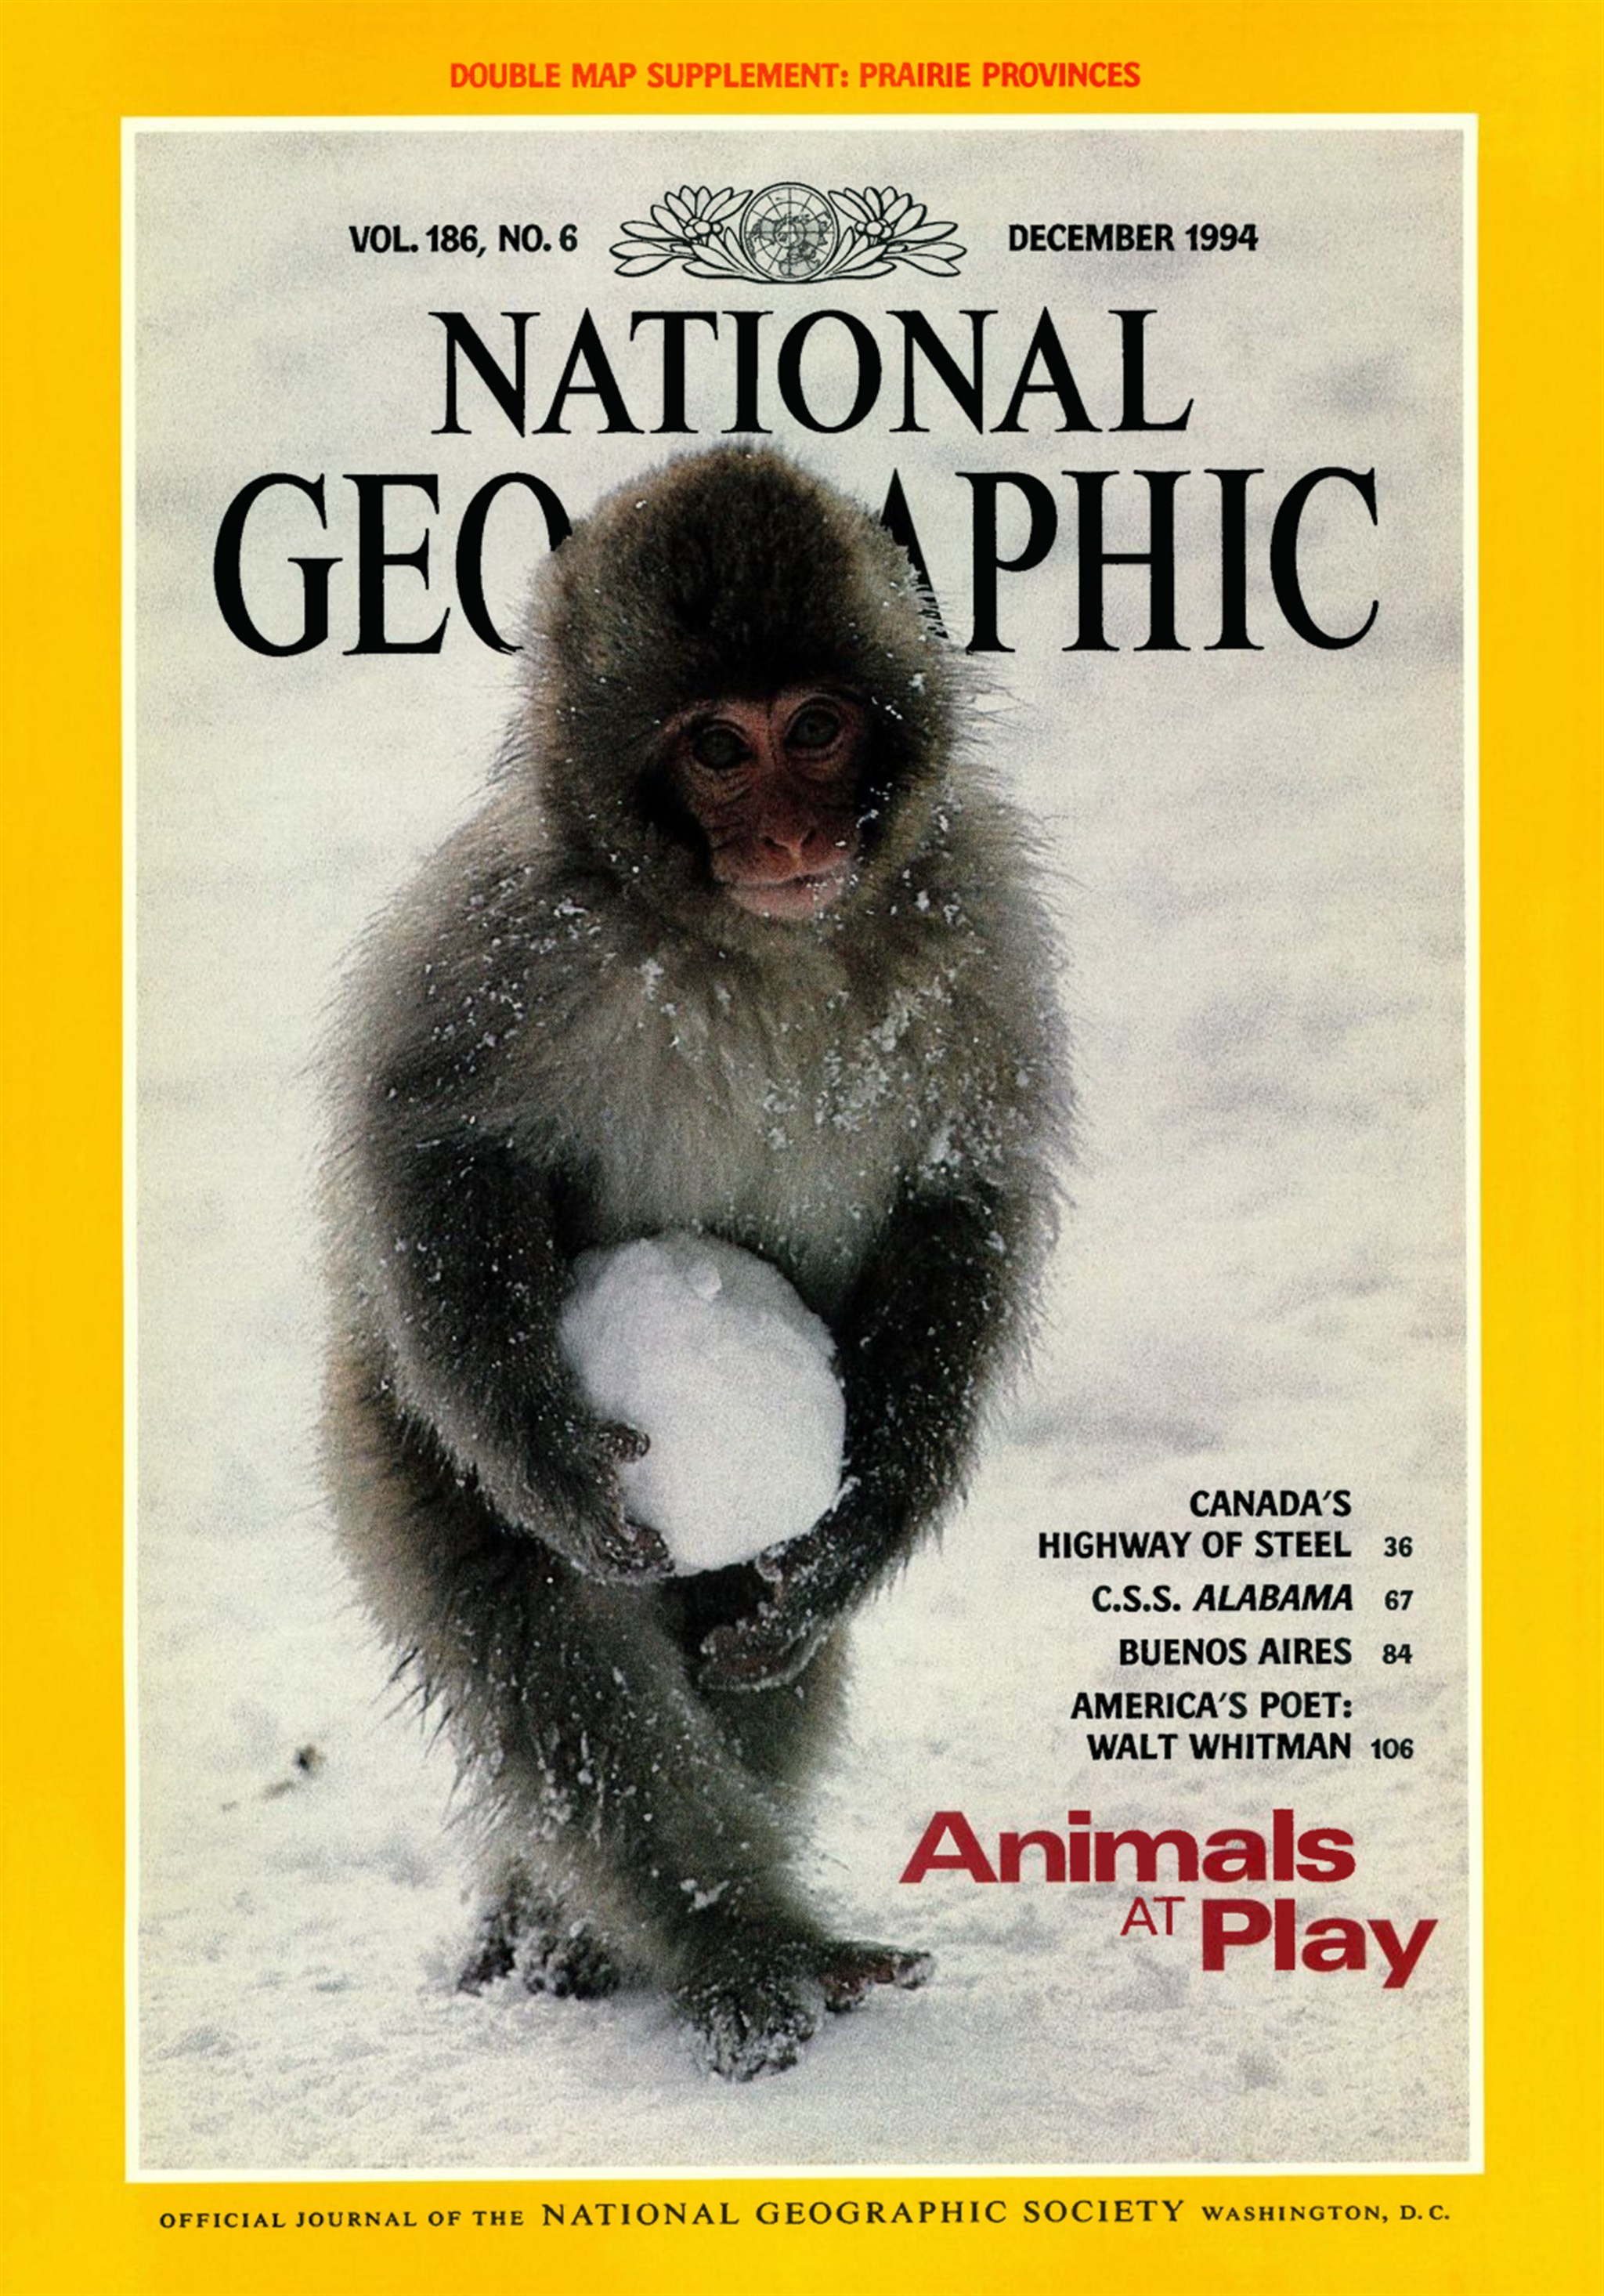 DOUBLE MAP SUPPLEMENT: PRAIRIE PROVINCES
VOL. 186, NO. 6
DECEMBER 1994
NATIONAL
GEOGRAPHIC
CANADA'S
HIGHWAY OF STEEL 36
C.S.S. ALABAMA 67
BUENOS AIRES 84
AMERICA'S POET:
WALT WHITMAN 106
Animals
AT Play
OFFICIAL JOURNAL OF THE NATIONAL GEOGRAPHIC SOCIETY WASHINGTON, D.C.